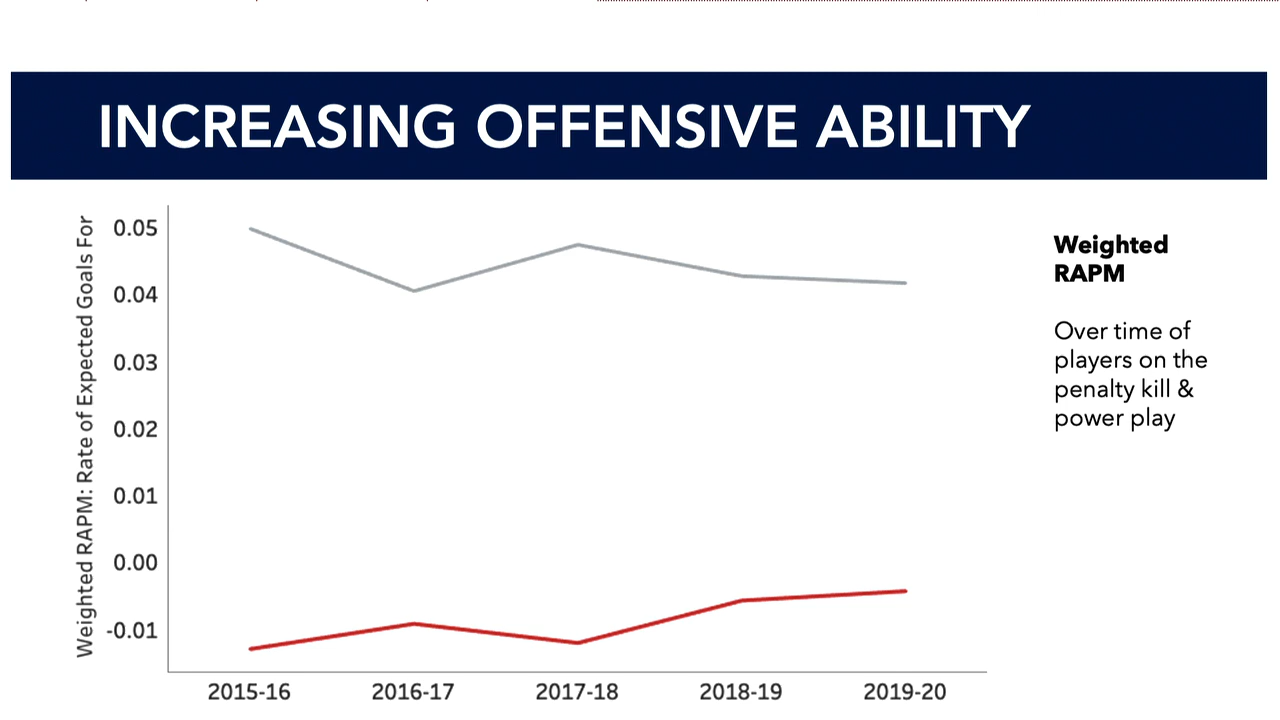 INCREASING OFFENSIVE ABILITY
Weighted RAPM: Rate of Expected Goals For
0.05
0.04
0.03
0.02
0.01
0.00
-0.01
2015-16 2016-17 2017-18 2018-19 2019-20
Weighted
RAPM
Over time of
players on the
penalty kill &
power play